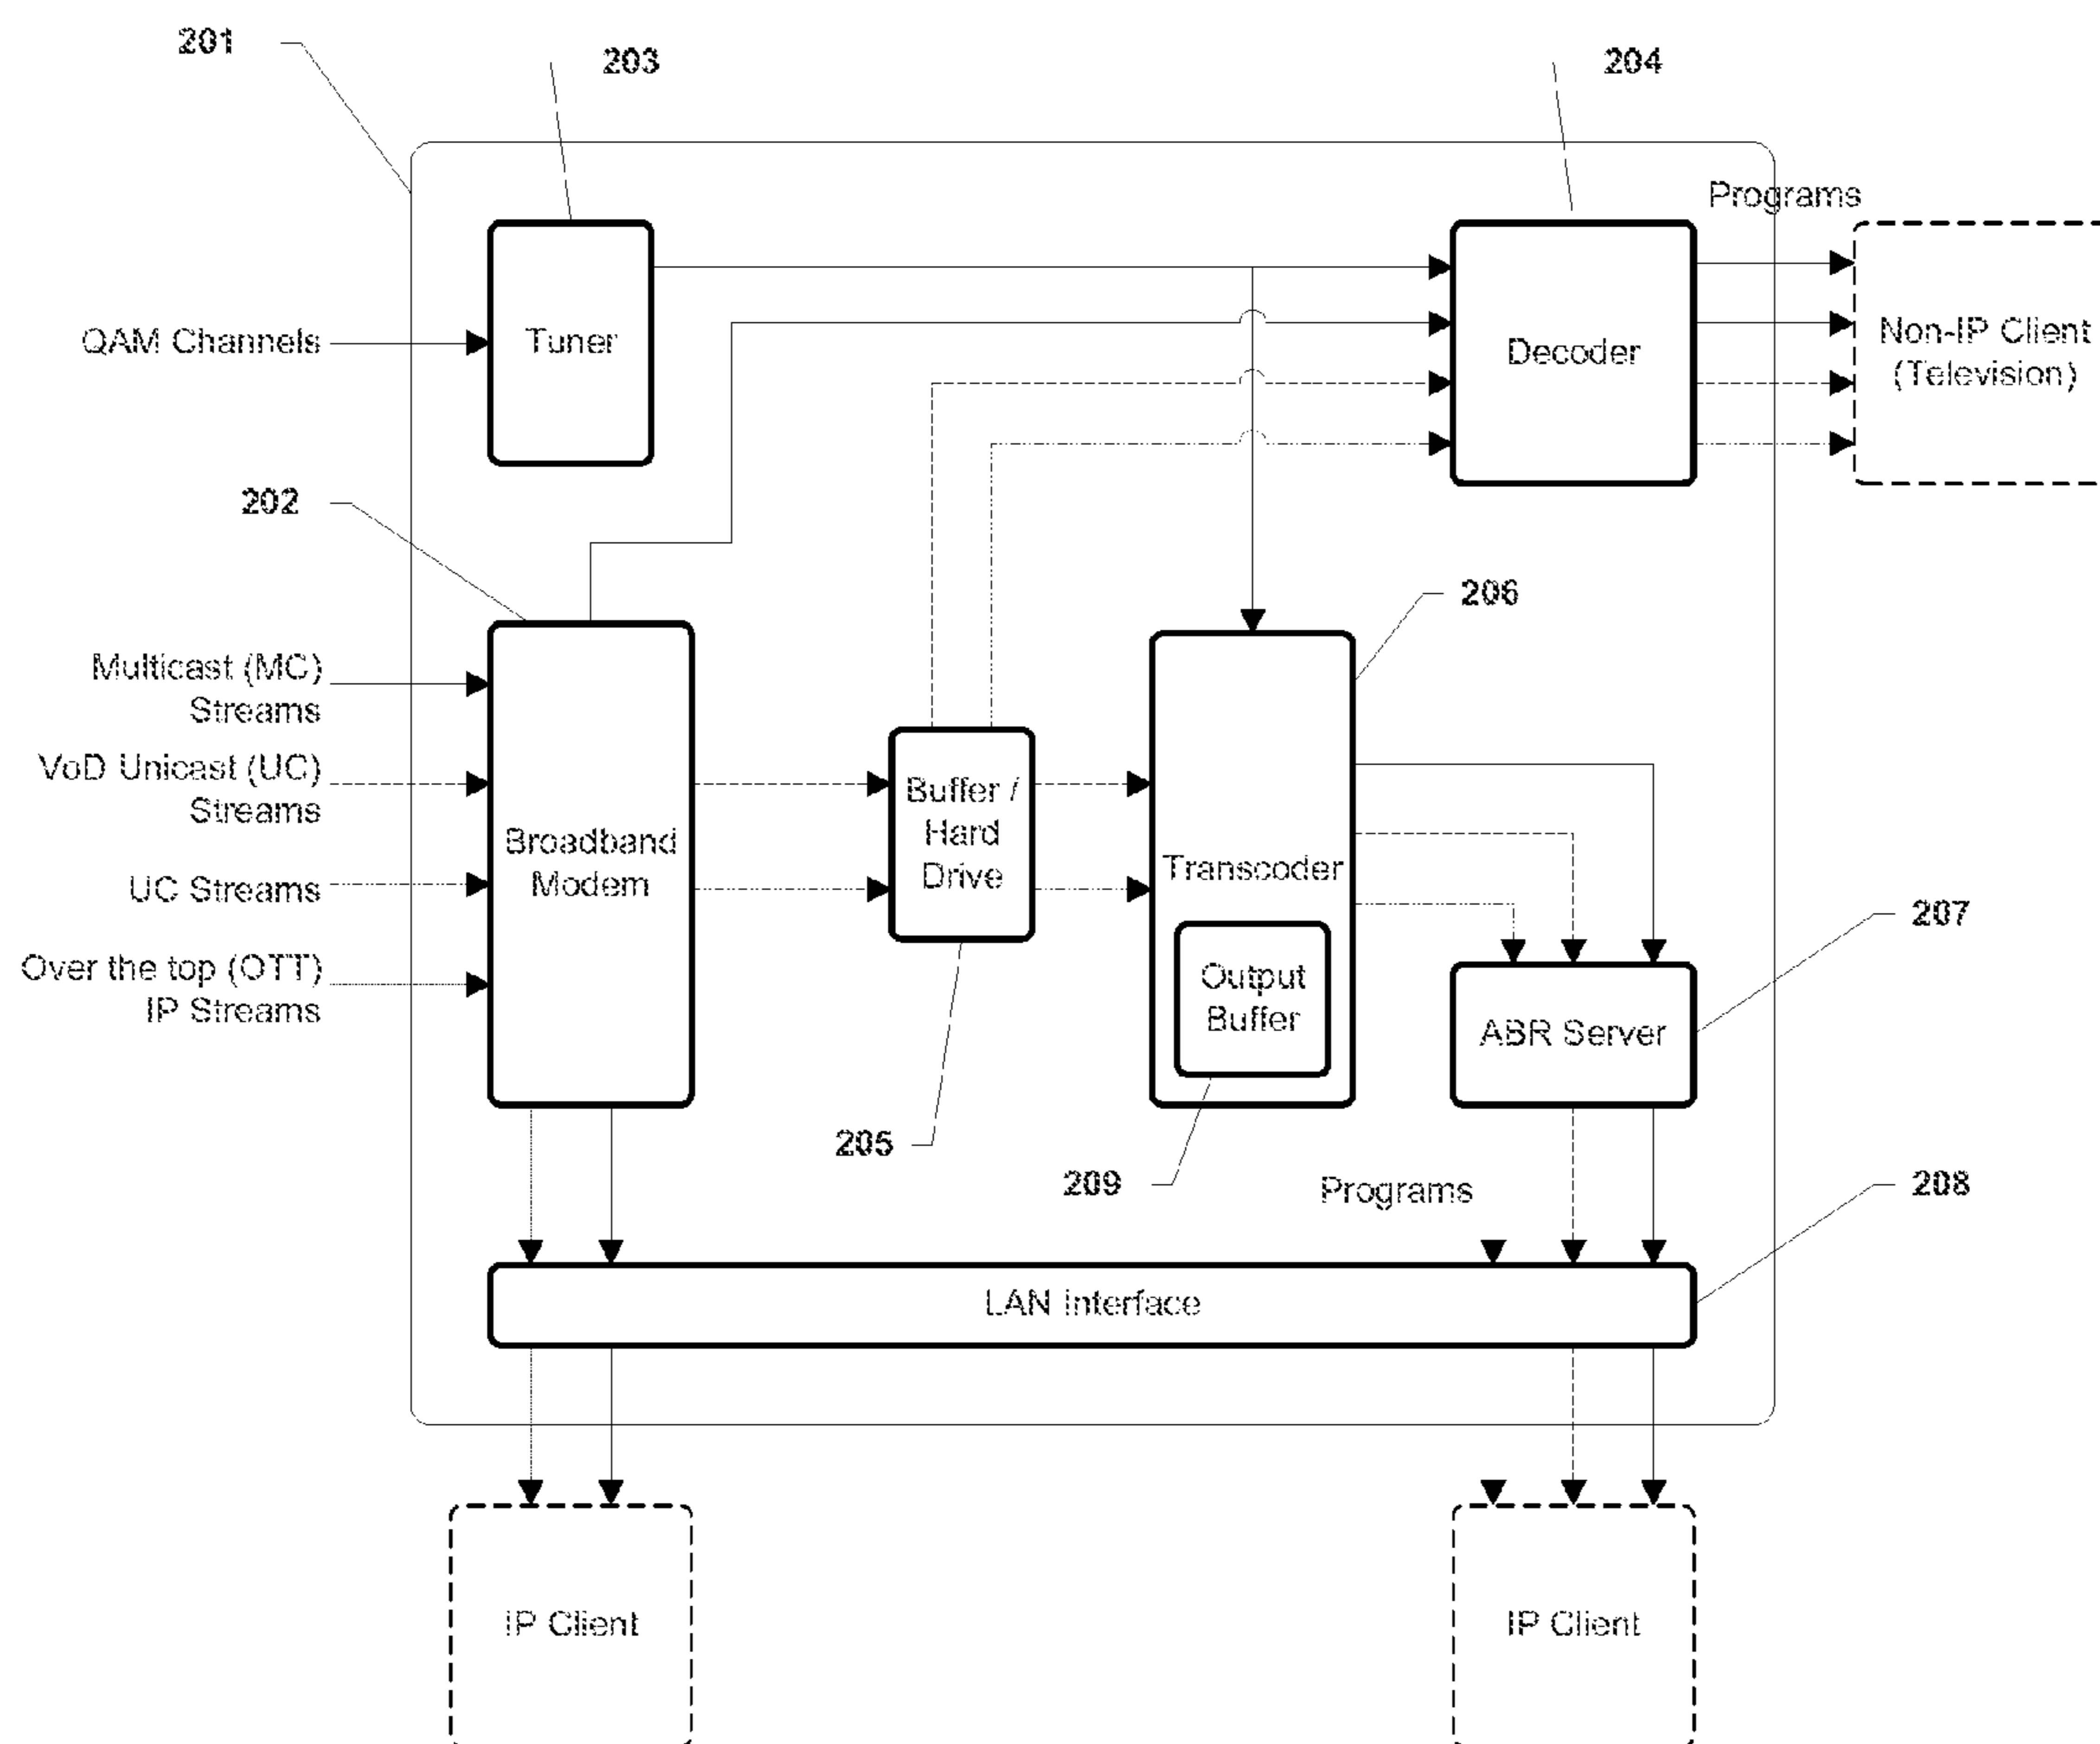 201
203
204
Programs
QAM Channels
Tuner
Decoder
Non-IP Client
(Television)
202
206
Multicast (MC)
Streams
VoD Unicast (UC)
Streams
UC Streams
Over the top (OTT)
IP Streams
Broadband
Modem
Buffer /
Hard
Drive
Transcoder
Output
Buffer
207
ABR Server
205
209
Programs
208
LAN Interface
IP Client
IP Client